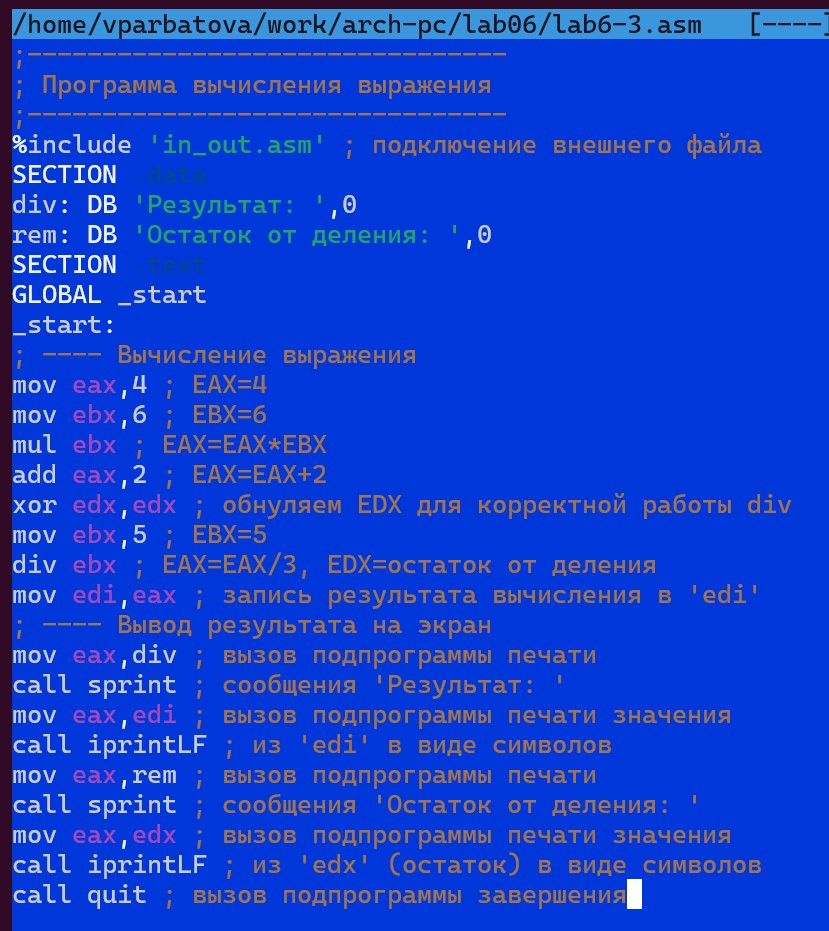 /home/vparbatova/work/arch-pc/lab06/lab6-3.asm   [----]
;--------------------------------
; Программа вычисления выражения
;--------------------------------
%include 'in_out.asm' ; подключение внешнего файла
SECTION .data
div: DB 'Результат: ',0
rem: DB 'Остаток от деления: ',0
SECTION .text
GLOBAL _start
_start:
; ---- Вычисление выражения
mov eax,4 ; EAX=4
mov ebx,6 ; EBX=6
mul ebx ; EAX=EAX*EBX
add eax,2 ; EAX=EAX+2
xor edx,edx ; обнуляем EDX для корректной работы div
mov ebx,5 ; EBX=5
div ebx ; EAX=EAX/3, EDX=остаток от деления
mov edi,eax ; запись результата вычисления в 'edi'
; ---- Вывод результата на экран
mov eax,div ; вызов подпрограммы печати
call sprint ; сообщения 'Результат: '
mov eax,edi ; вызов подпрограммы печати значения
call iprintLF ; из 'edi' в виде символов
mov eax,rem ; вызов подпрограммы печати
call sprint ; сообщения 'Остаток от деления: '
mov eax,edx ; вызов подпрограммы печати значения
call iprintLF ; из 'edx' (остаток) в виде символов
call quit ; вызов подпрограммы завершения